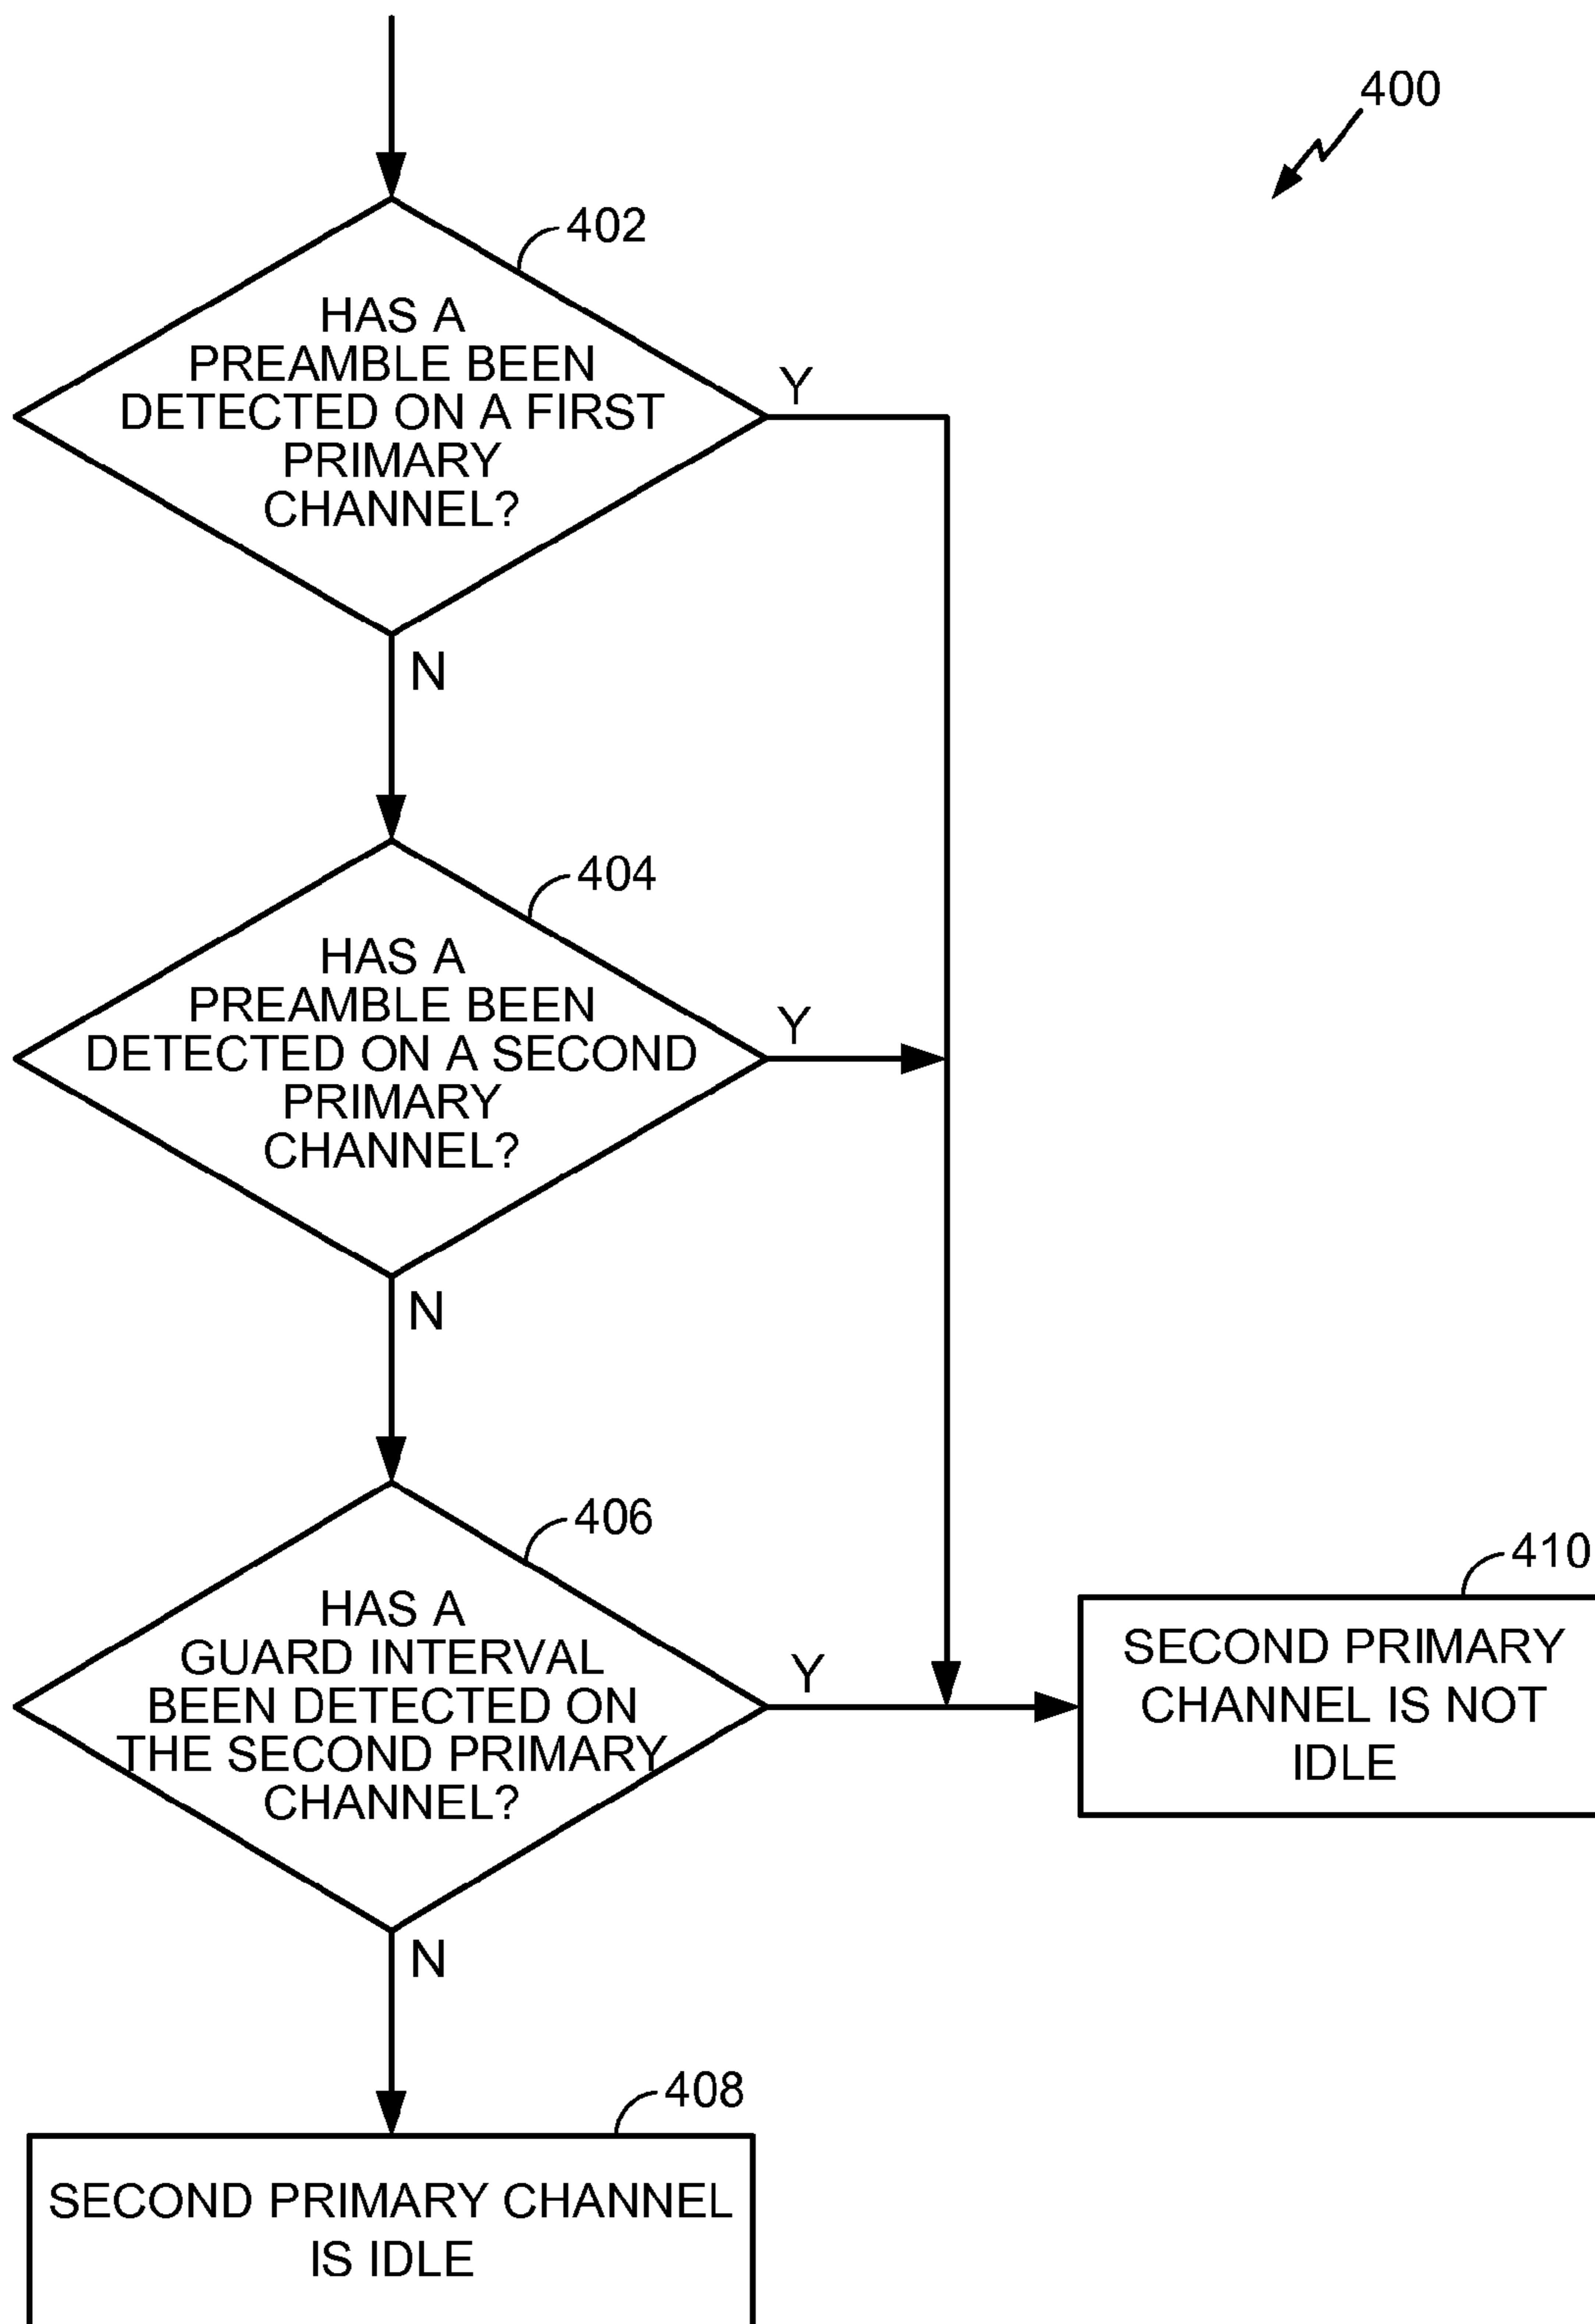 400
402
HAS A
PREAMBLE BEEN
DETECTED ON A FIRST
PRIMARY
CHANNEL?
Y
N
404
HAS A
PREAMBLE BEEN
DETECTED ON A SECOND
PRIMARY
CHANNEL?
Y
N
406
HAS A
GUARD INTERVAL
BEEN DETECTED ON
THE SECOND PRIMARY
CHANNEL?
Y
410
SECOND PRIMARY
CHANNEL IS NOT
IDLE
N
408
SECOND PRIMARY CHANNEL
IS IDLE